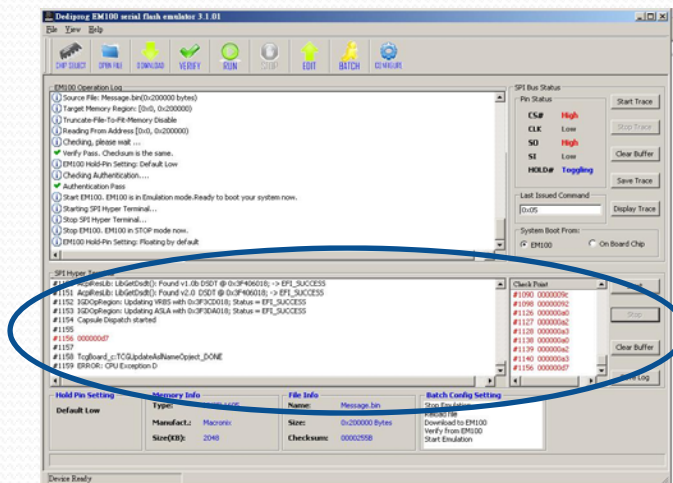 Dediprog EM100 serial flash emulator 3.1.01
File View Help
CHIP SELECT OPEN FILE DOWNLOAD VERIFY RUN STOP EDIT BATCH CONFIGURE
EM100 Operation Log
Source File: Message.bin(0x200000 bytes)
Target Memory Region: [0x0, 0x200000)
Truncate-File-To-Fit-Memory Disable
Reading From Address [0x0, 0x200000)
Checking, please wait ...
Verify Pass. Checksum is the same.
EM100 Hold-Pin Setting: Default Low
Checking Authentication....
Authentication Pass
Start EM100. EM100 is in Emulation mode.Ready to boot your system now.
Starting SPI Hyper Terminal...
Stop SPI Hyper Terminal...
Stop EM100. EM100 in STOP mode now.
EM100 Hold-Pin Setting: Floating by default
SPI Bus Status
Pin Status
CS# High
CLK Low
SO High
SI Low
HOLD# Toggling
Start Trace
Stop Trace
Clear Buffer
Save Trace
Last Issued Command
0x05
Display Trace
System Boot From:
EM100 On Board Chip
SPI Hyper Terminal
#1151 AcpiResLib: LibGetDsdt(): Found v2.0 DSDT @ 0x3F406018; -> EFI_SUCCESS
#1152 IGDOpRegion: Updating VRBS with 0x3F3CD018; Status = EFI_SUCCESS
#1153 IGDOpRegion: Updating ASLA with 0x3F3DA018; Status = EFI_SUCCESS
#1154 Capsule Dispatch started
#1155
#1156 000000d7
#1157
#1158 TcgBoard_c:TCGUpdateAslNameOpject_DONE
#1159 ERROR: CPU Exception D
Check Point
#1090 0000009c
#1098 00000092
#1126 000000a0
#1127 000000a2
#1128 000000a3
#1138 000000a0
#1139 000000a2
#1140 000000a3
#1156 000000d7
Stop
Clear Buffer
Save Log
Hold Pin Setting
Default Low
Memory Info
Type:
Manufact.: Macronix
Size(KB): 2048
File Info
Name: Message.bin
Size: 0x200000 Bytes
Checksum: 0000255B
Batch Config Setting
Stop Emulation
Reload file
Download to EM100
Verify from EM100
Start Emulation
Device Ready